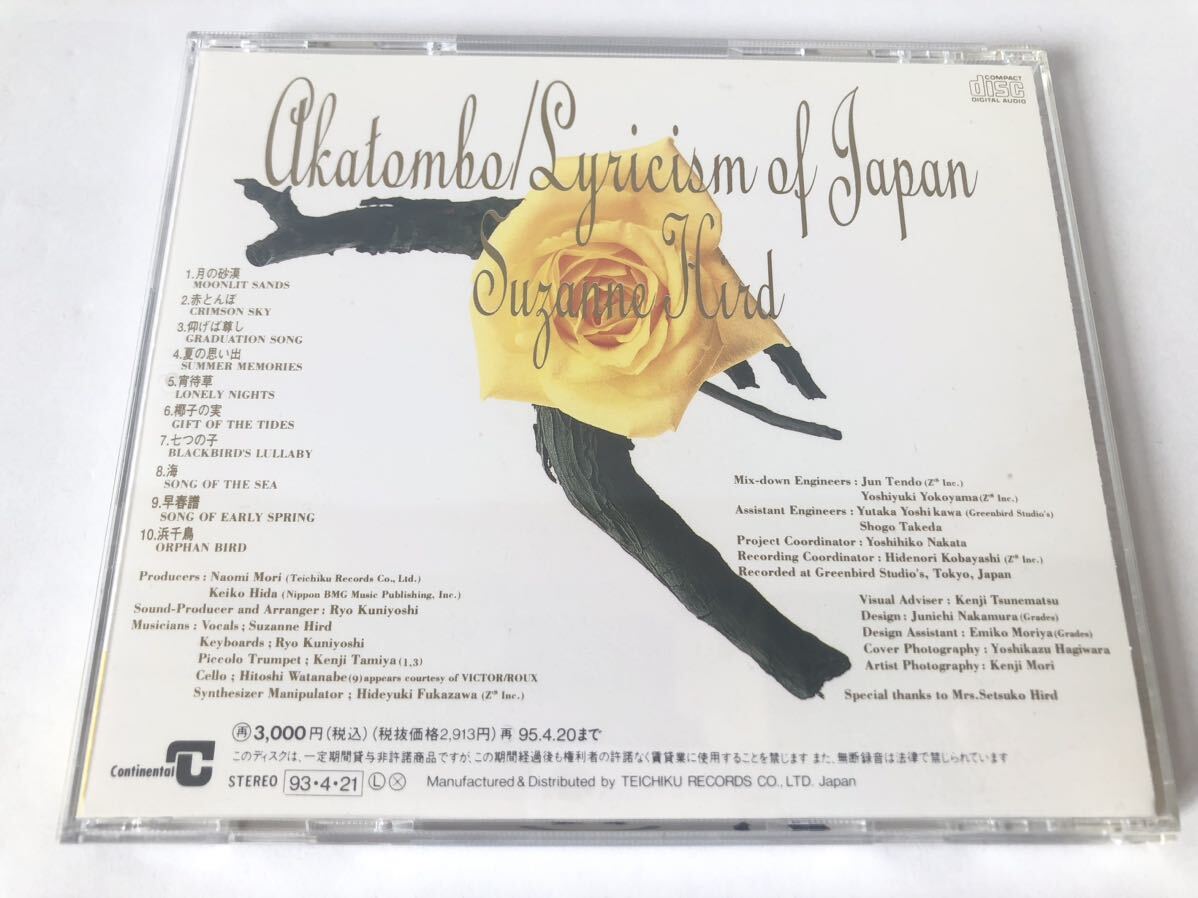 COMPACT
disc
DIGITAL AUDIO
Akatombo/Lyricism of Japan
Suzanne Hird
1.月の砂漠
MOONLIT SANDS
2.赤とんぼ
CRIMSON SKY
3.仰げば尊し
GRADUATION SONG
4.夏の思い出
SUMMER MEMORIES
5.宵待草
LONELY NIGHTS
6.椰子の実
GIFT OF THE TIDES
7.七つの子
BLACKBIRD'S LULLABY
8.海
SONG OF THE SEA
9.早春譜
SONG OF EARLY SPRING
10.浜千鳥
ORPHAN BIRD
Producers : Naomi Mori (Teichiku Records Co., Ltd.)
Keiko Hida (Nippon BMG Music Publishing, Inc.)
Sound-Producer and Arranger : Ryo Kuniyoshi
Musicians : Vocals ; Suzanne Hird
Keyboards ; Ryo Kuniyoshi
Piccolo Trumpet ; Kenji Tamiya (1,3)
Cello ; Hitoshi Watanabe (9) appears courtesy of VICTOR/ROUX
Synthesizer Manipulator ; Hideyuki Fukazawa (Z's Inc.)
Mix-down Engineers : Jun Tendo (Z's Inc.)
Yoshiyuki Yokoyama (Z's Inc.)
Assistant Engineers : Yutaka Yoshikawa (Greenbird Studio's)
Shogo Takeda
Project Coordinator : Yoshihiko Nakata
Recording Coordinator : Hidenori Kobayashi (Z's Inc.)
Recorded at Greenbird Studio's, Tokyo, Japan
Visual Adviser : Kenji Tsunematsu
Design : Junichi Nakamura (Grades)
Design Assistant : Emiko Moriya (Grades)
Cover Photography : Yoshikazu Hagiwara
Artist Photography : Kenji Mori
Special thanks to Mrs.Setsuko Hird
再 3,000円(税込) (税抜価格2,913円) 再 95.4.20まで
このディスクは、一定期間貸与非許諾商品ですが、この期間経過後も権利者の許諾なく賃貸業に使用することを禁じます また、無断録音は法律で禁じられています
Continental
STEREO 93・4・21 Ⓛ Ⓧ Manufactured & Distributed by TEICHIKU RECORDS CO., LTD. Japan